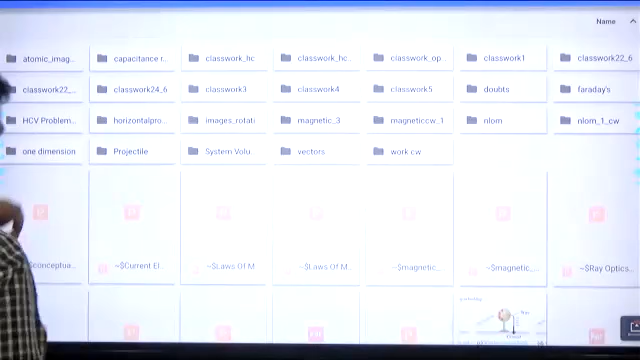 Name
atomic_imag... capacitance r... classwork_hc classwork_hc.. classwork_op classwork1 classwork22_6
classwork22_... classwork24_6 classwork3 classwork4 classwork5 doubts faraday's
HCV Problem... horizontalpro... images_rotati magnetic_3 magneticcw_1 nlom nlom_1_cw
one dimension Projectile System Volu vectors work cw
~$conceptua.. ~$Current El... ~$Laws Of M ~$Laws Of M. ~$magnetic_ ~$magnetic_... ~$Ray Optics...